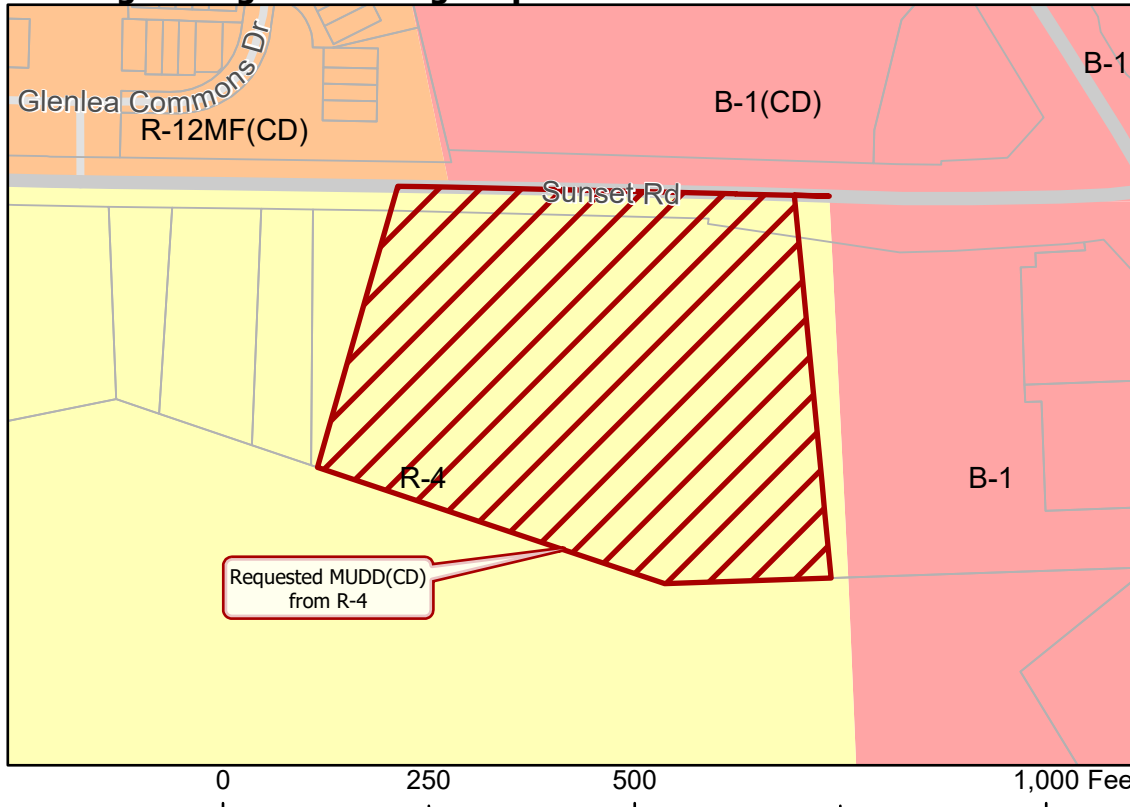 Glenlea Commons Dr
R-12MF(CD)
B-1(CD)
B-1
Sunset Rd
R-4
B-1
Requested MUDD(CD)
from R-4
0 250 500 1,000 Fee